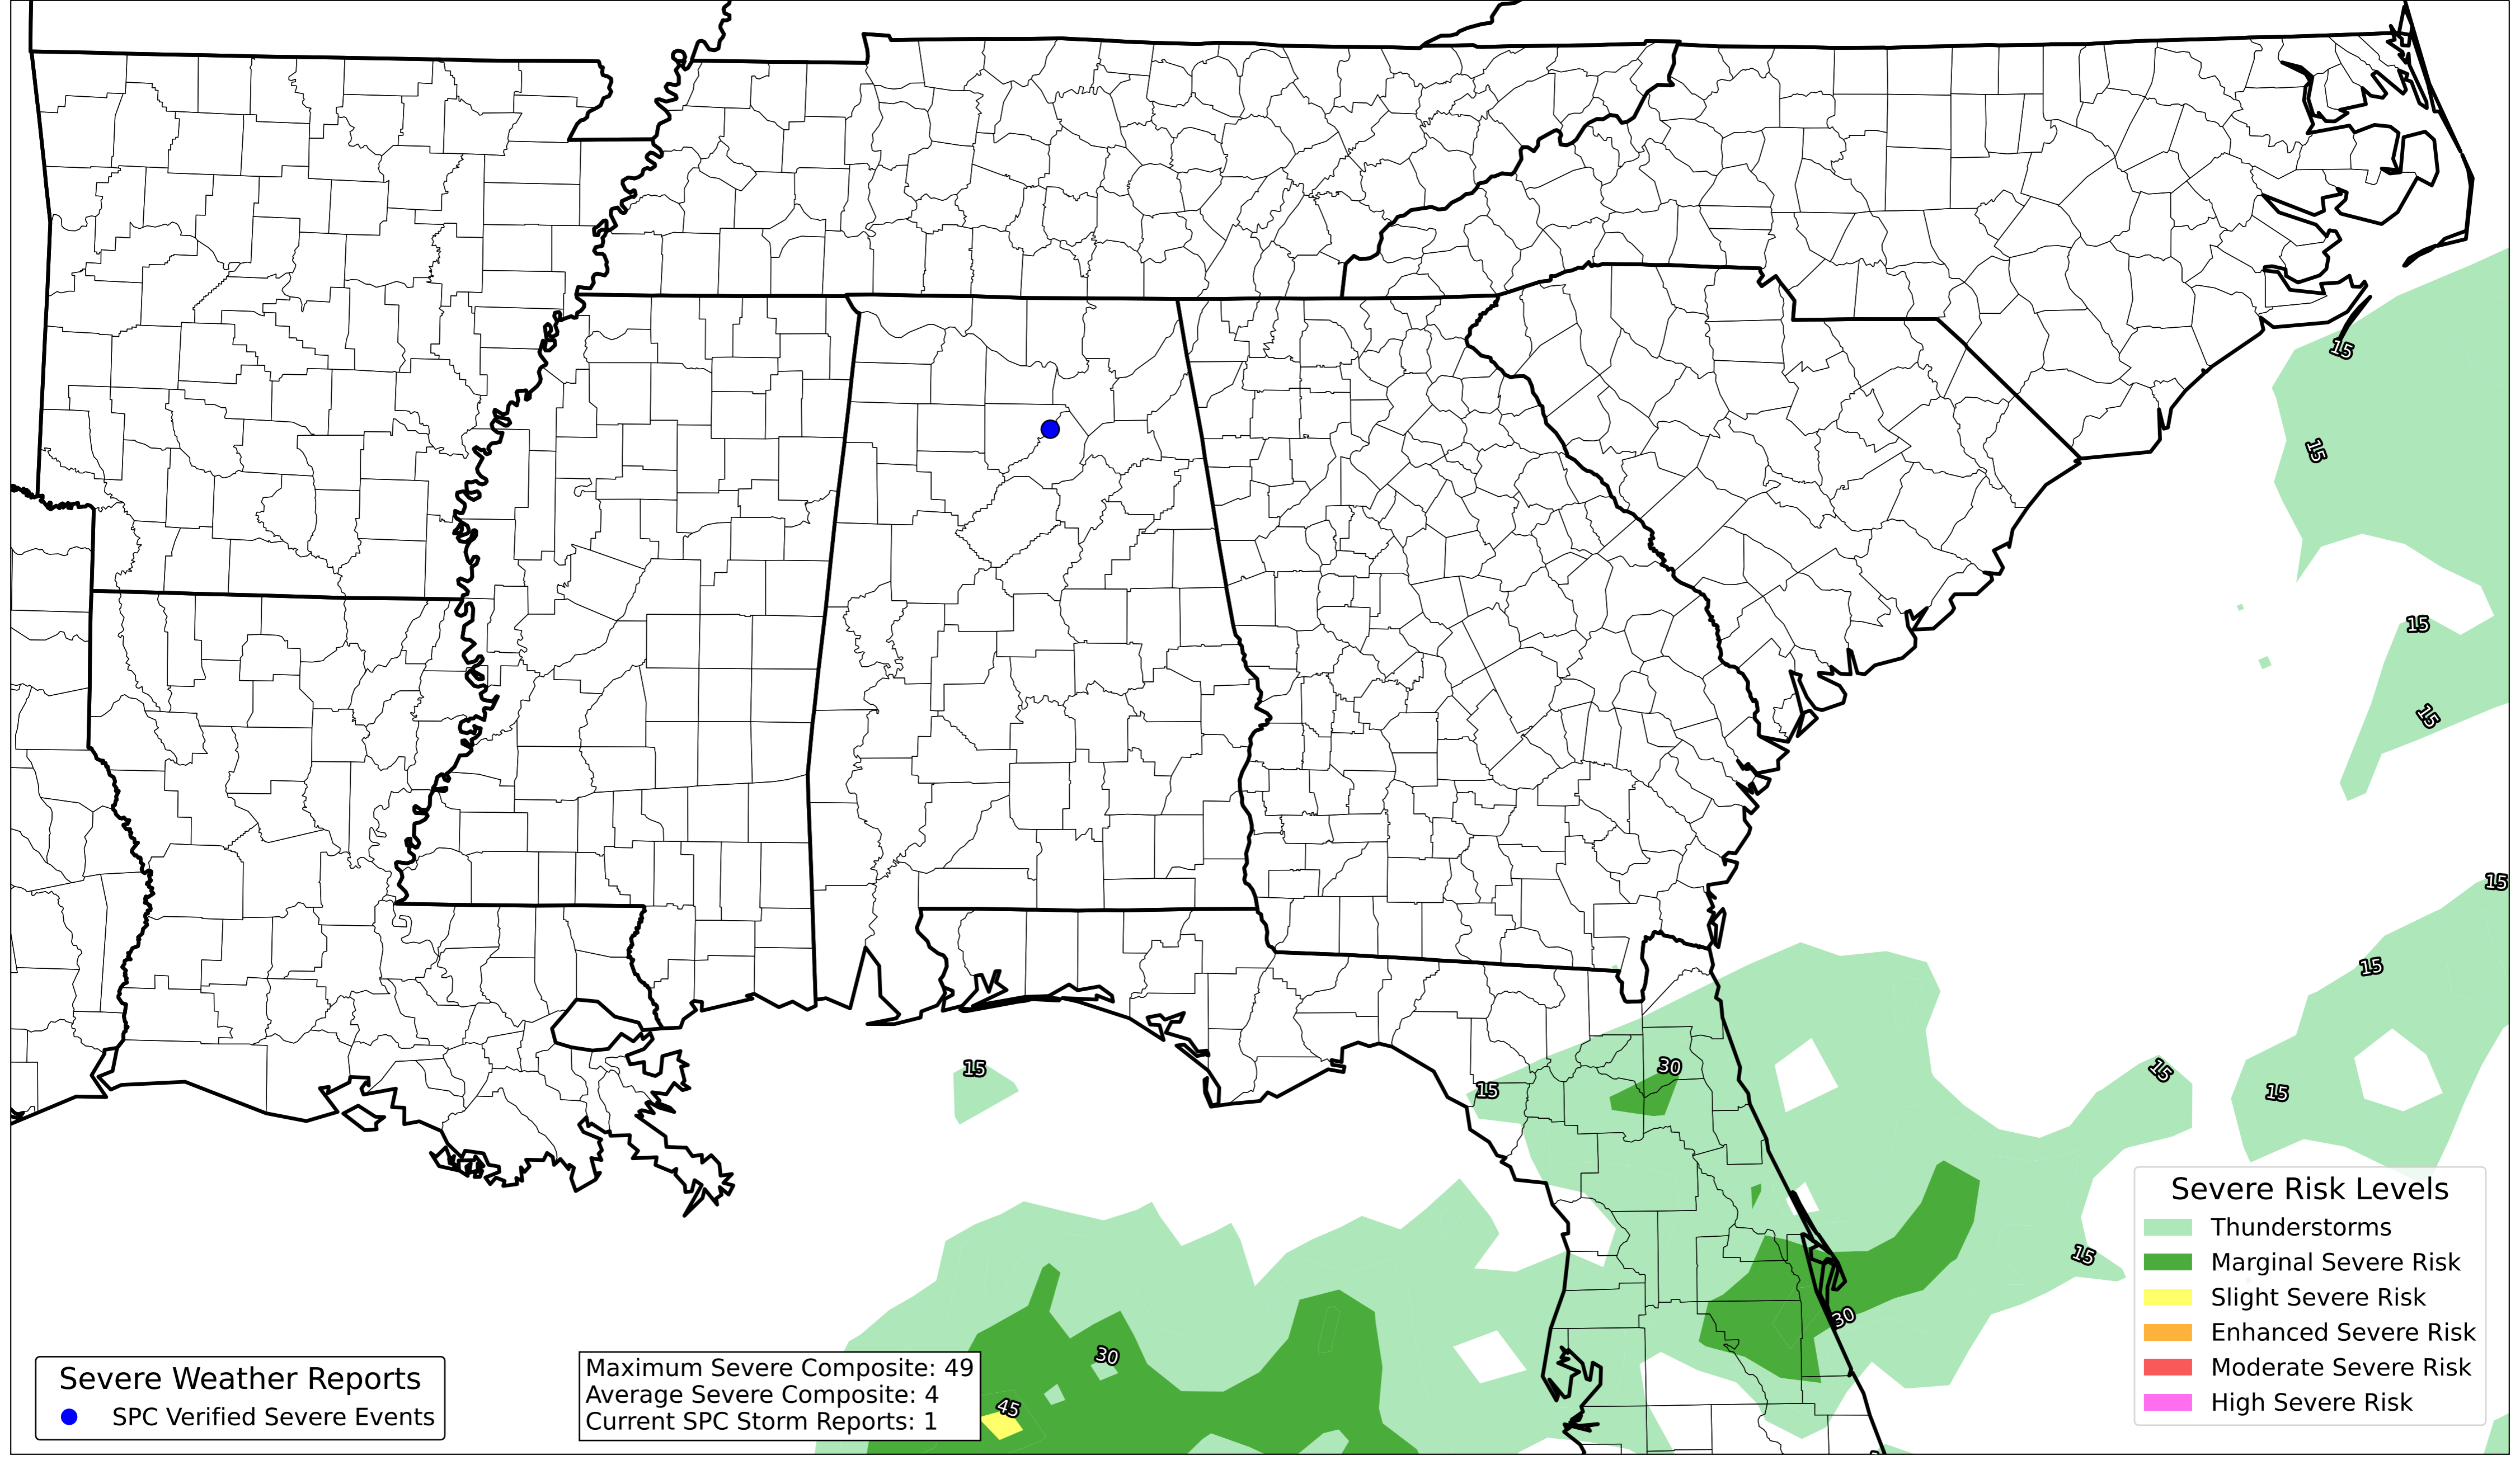 15
15
15
15
15
15
15
30
15
15
15
15
30
30
45
Severe Risk Levels
Thunderstorms
Marginal Severe Risk
Slight Severe Risk
Enhanced Severe Risk
Moderate Severe Risk
High Severe Risk
Severe Weather Reports
SPC Verified Severe Events
Maximum Severe Composite: 49
Average Severe Composite: 4
Current SPC Storm Reports: 1